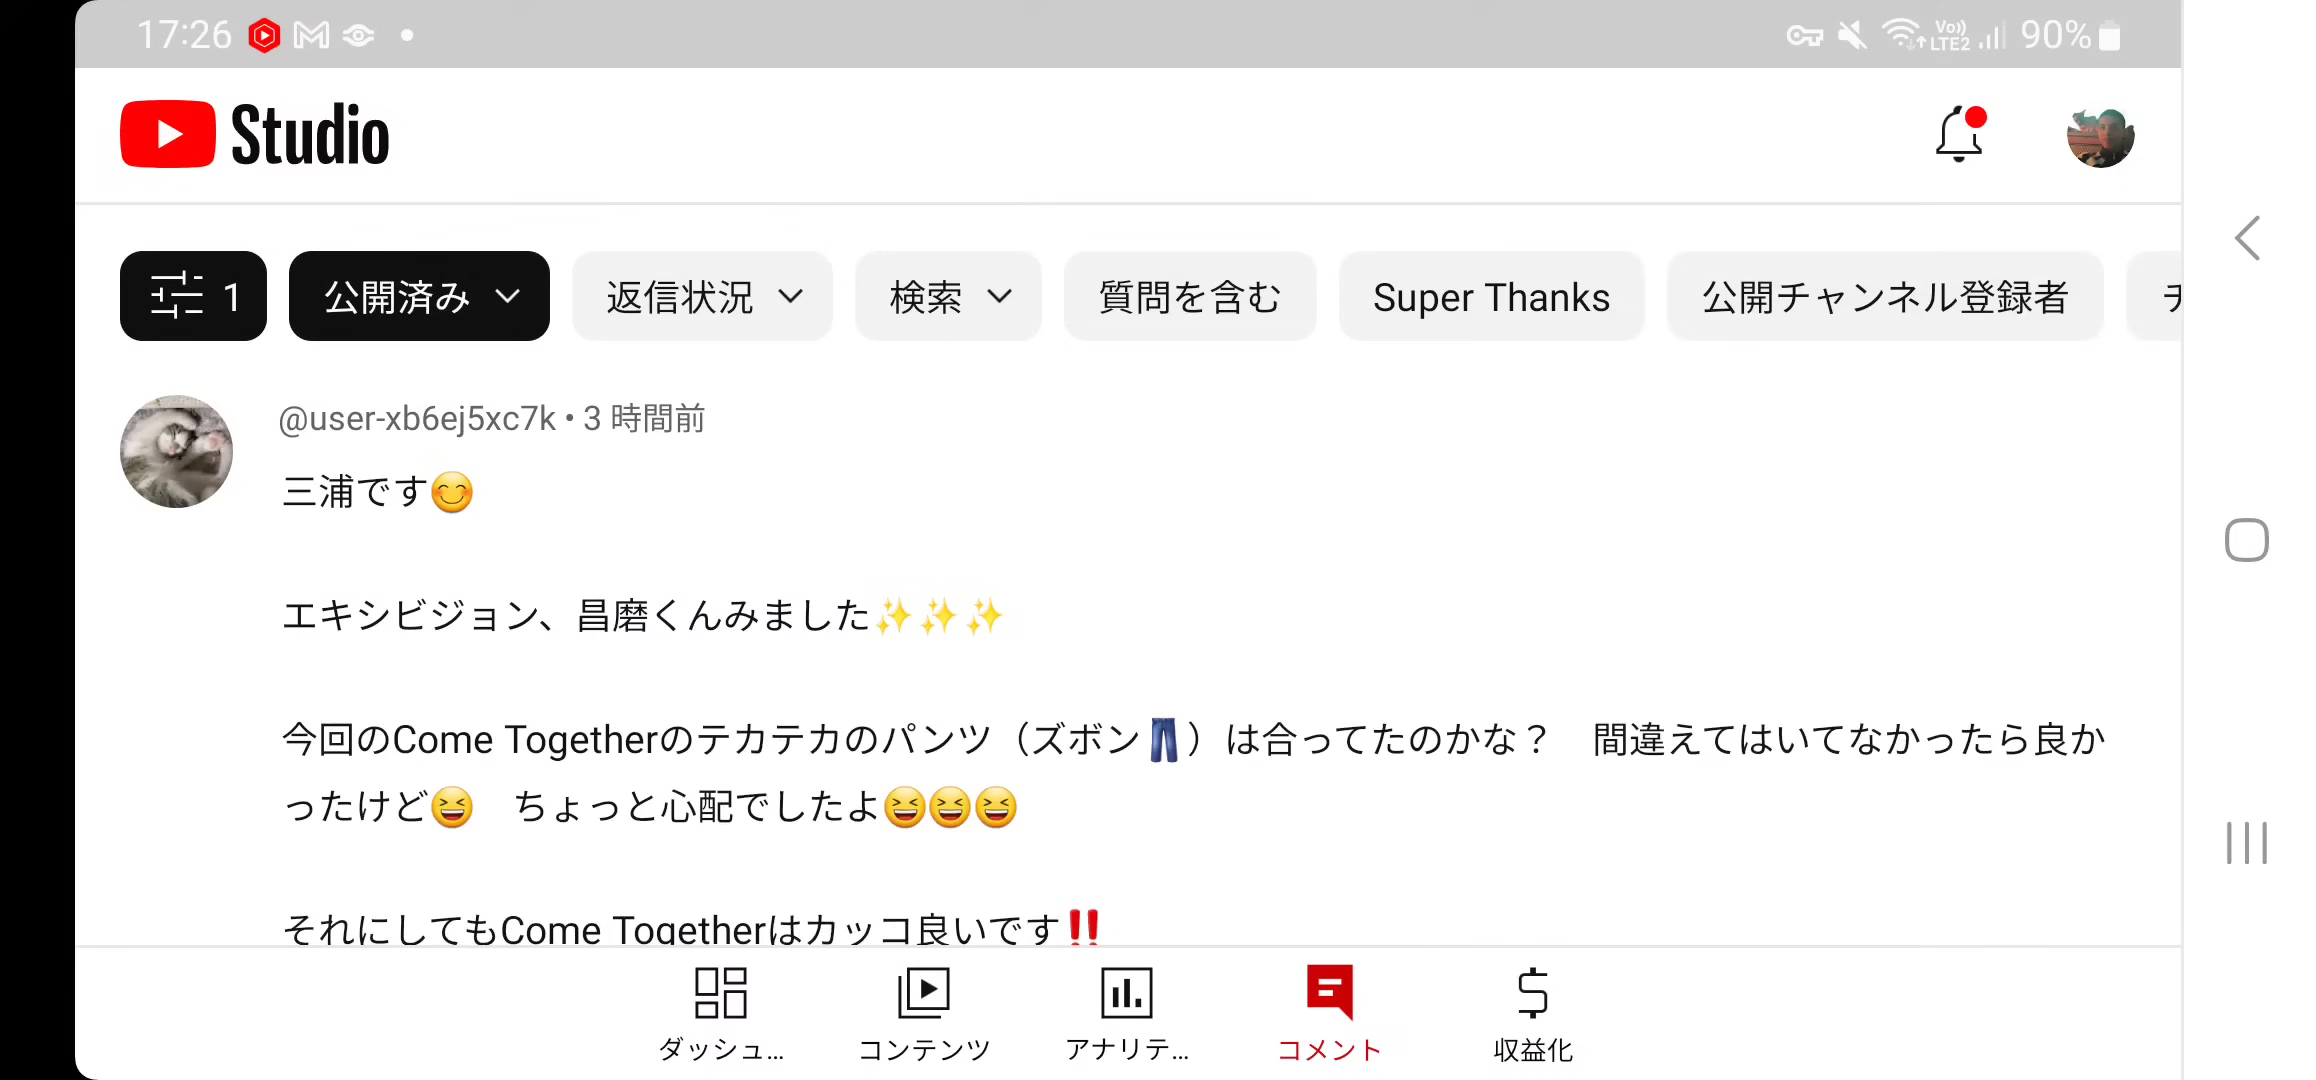 17:26
Vo))
LTE2
90%
Studio
1
公開済み
返信状況
検索
質問を含む
Super Thanks
公開チャンネル登録者
@user-xb6ej5xc7k • 3 時間前
三浦です😊
エキシビジョン、昌磨くんみました✨✨✨
今回のCome Togetherのテカテカのパンツ（ズボン👖）は合ってたのかな？　間違えてはいてなかったら良か
ったけど😆　ちょっと心配でしたよ😆😆😆
それにしてもCome Togetherはカッコ良いです‼️
ダッシュ...
コンテンツ
アナリテ...
コメント
収益化